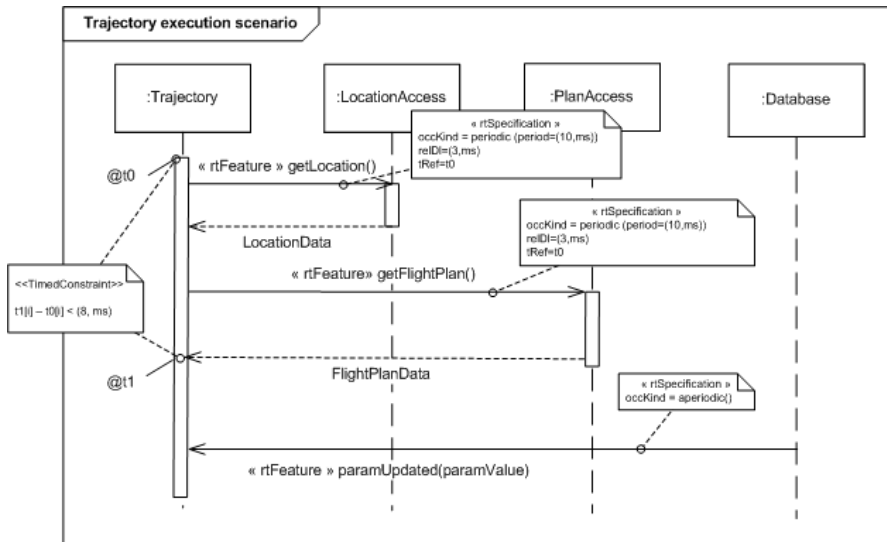 Trajectory execution scenario
:Trajectory
:LocationAccess
:PlanAccess
:Database
« rtSpecification »
occKind = periodic (period=(10,ms))
relDl=(3,ms)
tRef=t0
@t0
« rtFeature » getLocation()
« rtSpecification »
occKind = periodic (period=(10,ms))
relDl=(3,ms)
tRef=t0
LocationData
« rtFeature» getFlightPlan()
<<TimedConstraint>>
t1[i] – t0[i] < (8, ms)
FlightPlanData
@t1
« rtSpecification »
occKind = aperiodic()
« rtFeature » paramUpdated(paramValue)